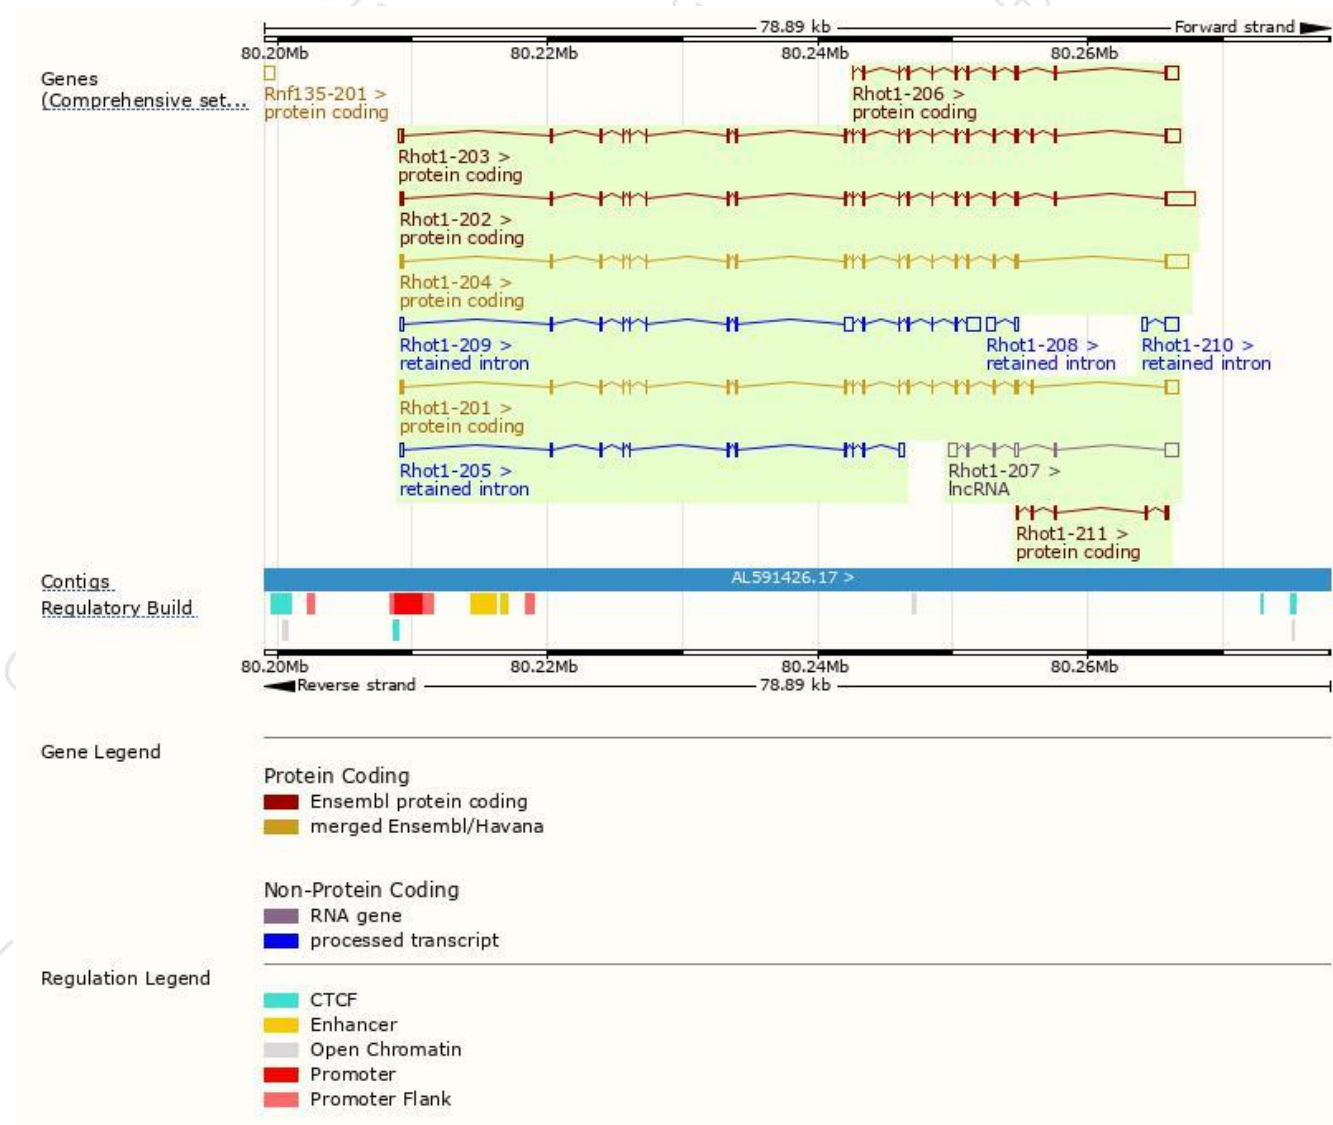 78.89 kb
Forward strand
80.20Mb 80.22Mb 80.24Mb 80.26Mb
Genes
(Comprehensive set...
Rnf135-201 >
protein coding
Rhot1-206 >
protein coding
Rhot1-203 >
protein coding
Rhot1-202 >
protein coding
Rhot1-204 >
protein coding
Rhot1-209 >
retained intron
Rhot1-208 >
retained intron
Rhot1-210 >
retained intron
Rhot1-201 >
protein coding
Rhot1-205 >
retained intron
Rhot1-207 >
lncRNA
Rhot1-211 >
protein coding
Contigs
AL591426.17 >
Regulatory Build
80.20Mb 80.22Mb 80.24Mb 80.26Mb
Reverse strand
78.89 kb
Gene Legend
Protein Coding
Ensembl protein coding
merged Ensembl/Havana
Non-Protein Coding
RNA gene
processed transcript
Regulation Legend
CTCF
Enhancer
Open Chromatin
Promoter
Promoter Flank